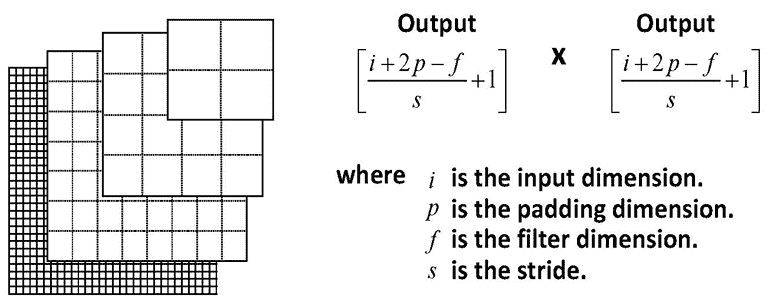 Output x Output
[(i + 2p − f)/s + 1] [(i + 2p − f)/s + 1]
where i is the input dimension.
p is the padding dimension.
f is the filter dimension.
s is the stride.